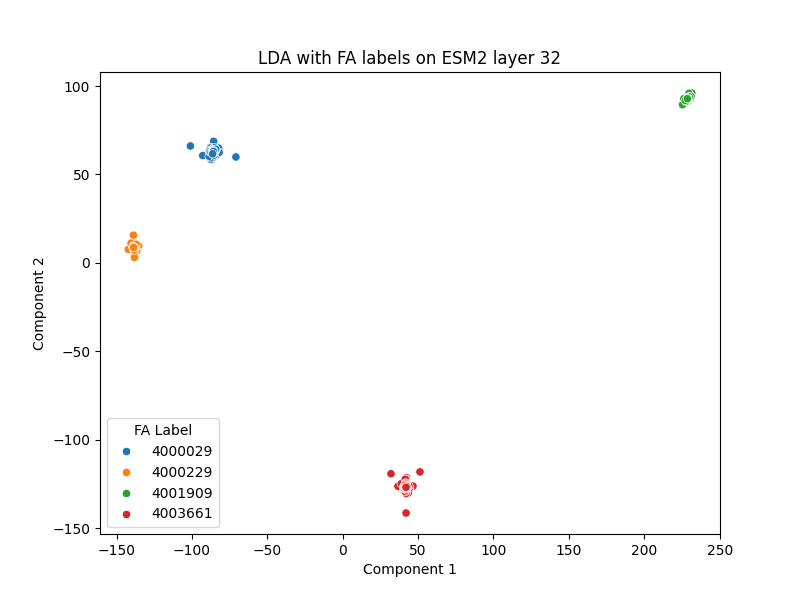 LDA with FA labels on ESM2 layer 32
100
50
0
−50
−100
−150
Component 2
FA Label
4000029
4000229
4001909
4003661
−150 −100 −50 0 50 100 150 200 250
Component 1